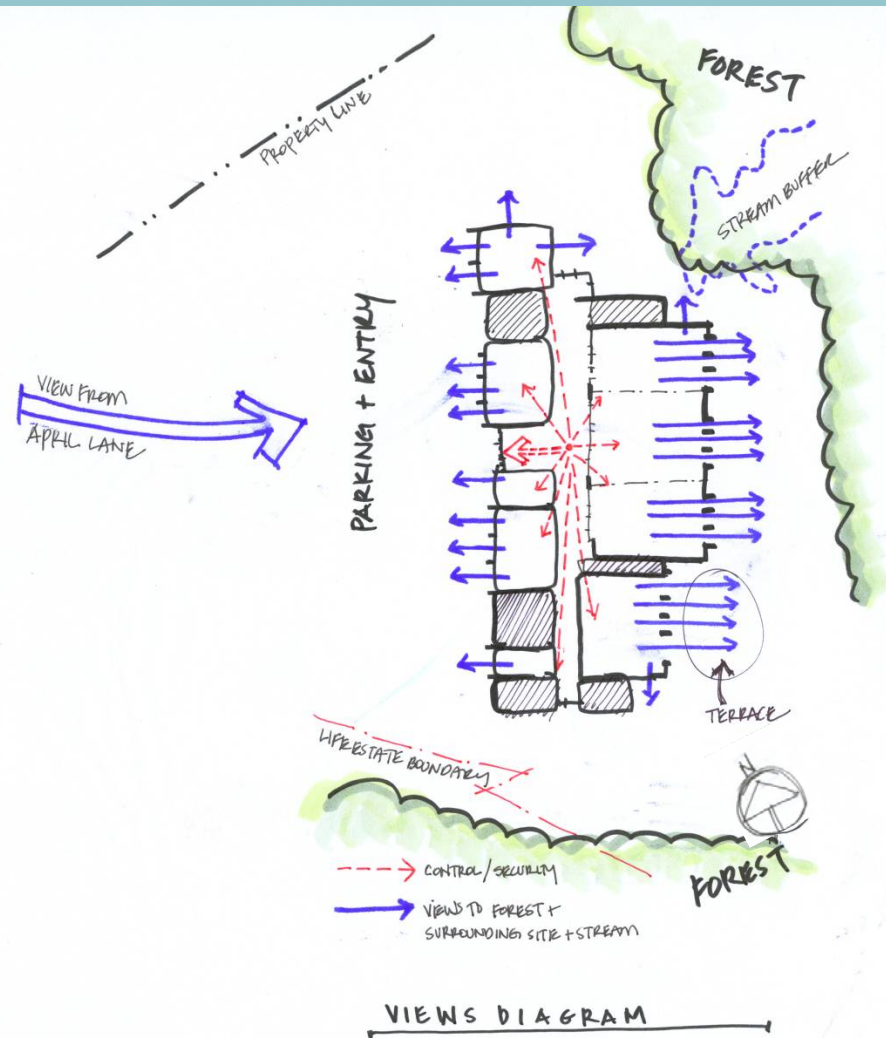 FOREST
PROPERTY LINE
STREAM BUFFER
PARKING + ENTRY
VIEW FROM
APRIL LANE
TERRACE
LIFE ESTATE BOUNDARY
N
FOREST
CONTROL/SECURITY
VIEWS TO FOREST +
SURROUNDING SITE + STREAM
VIEWS DIAGRAM